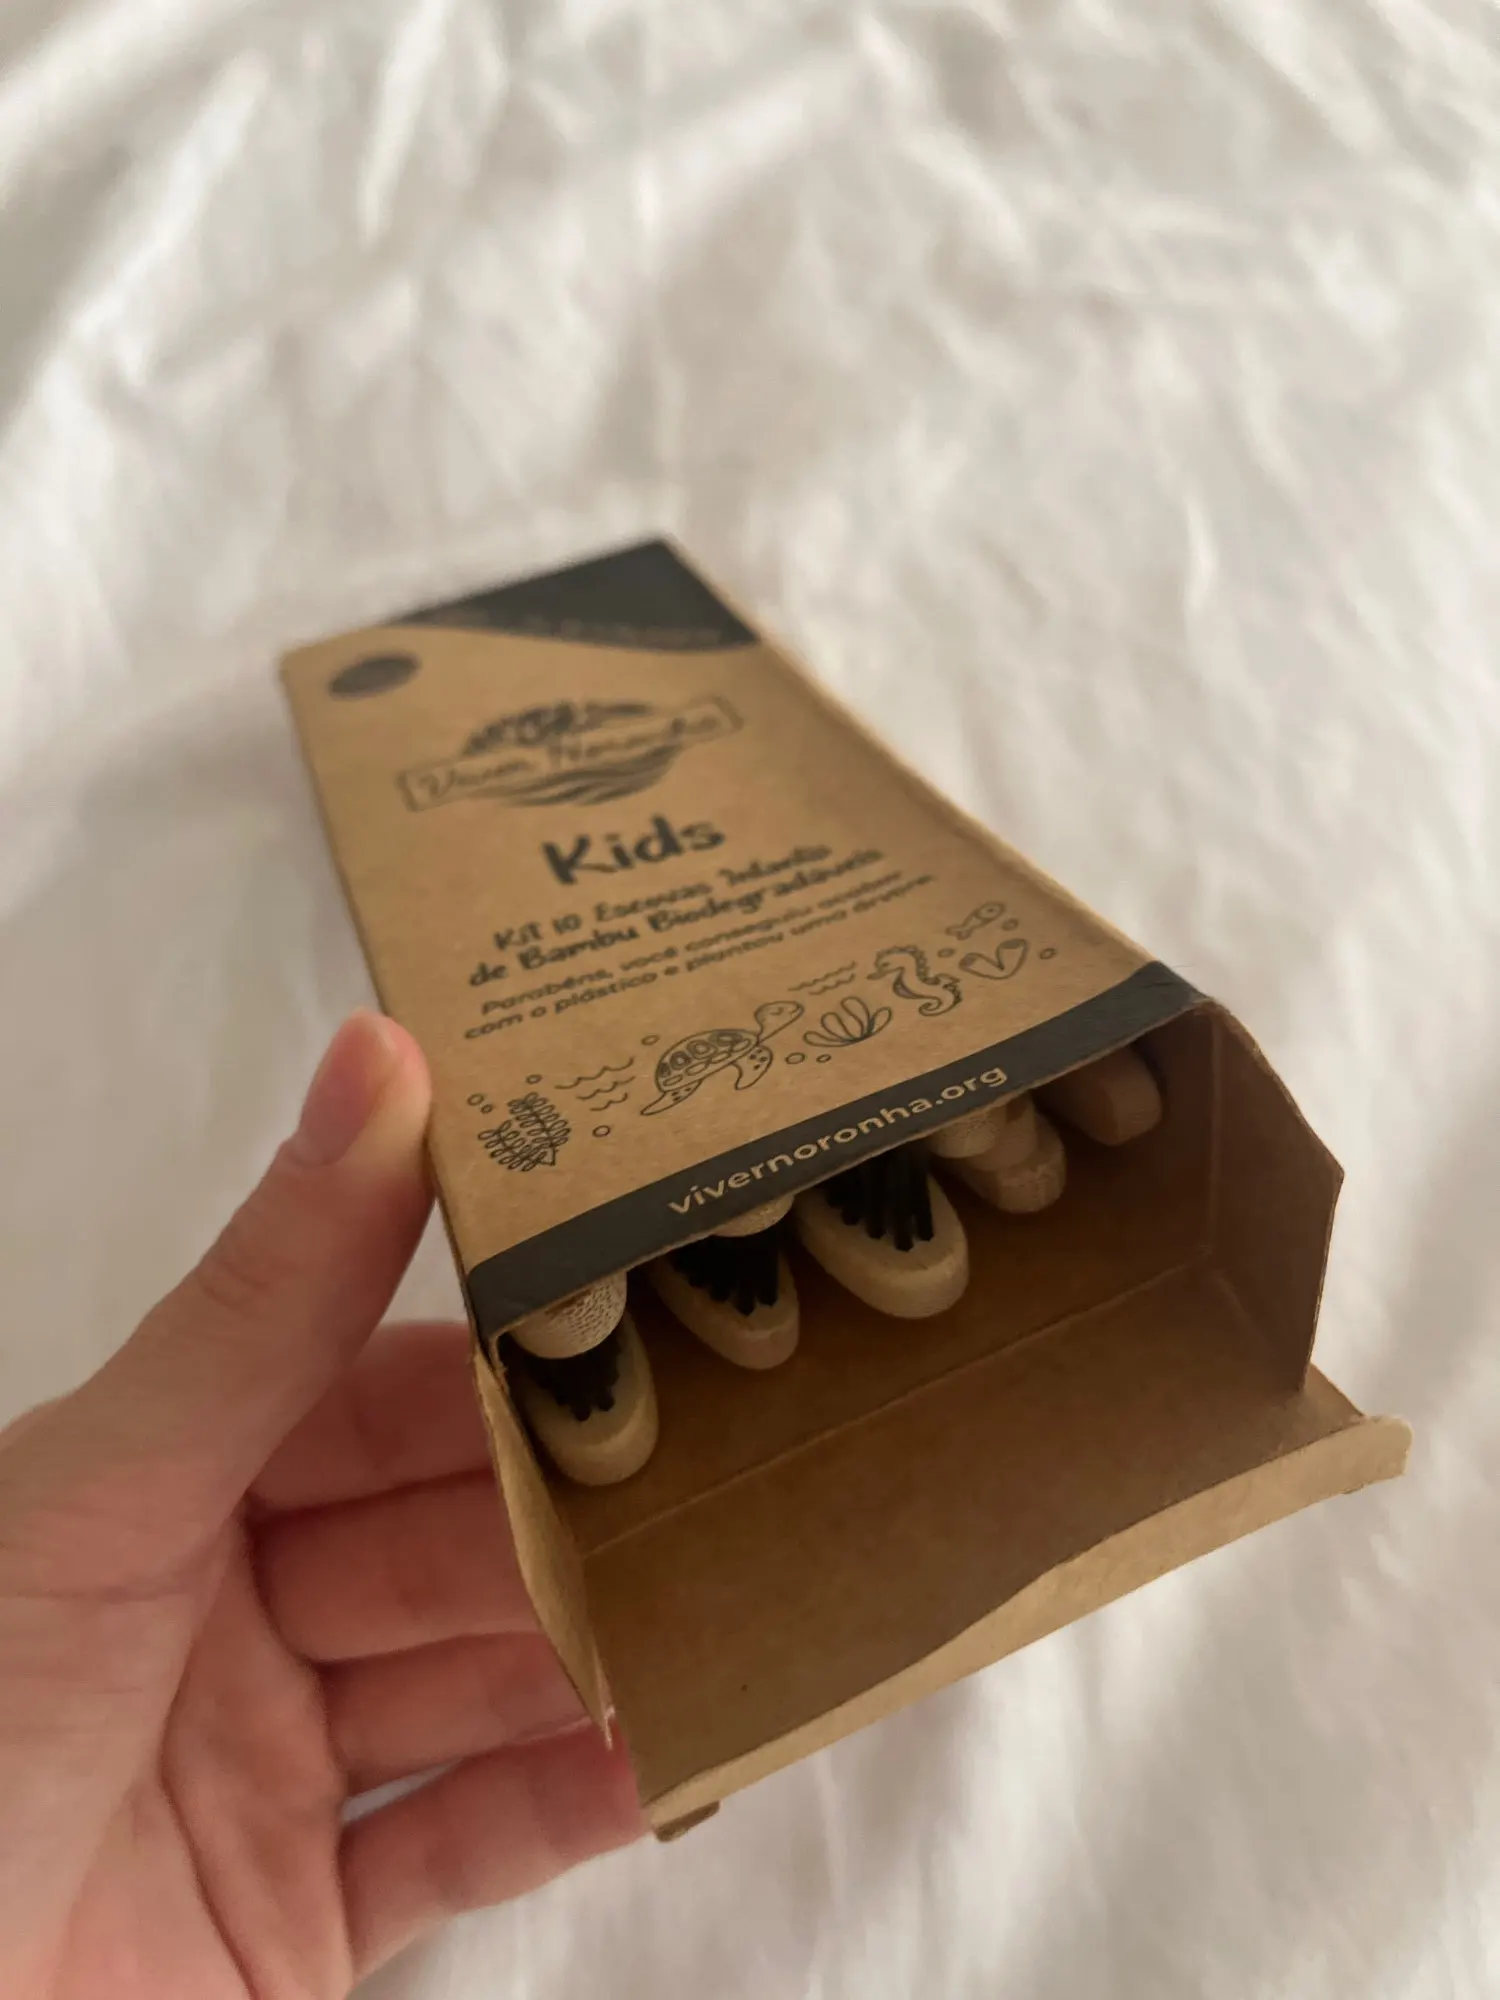 Viver Noronha
Kids
Kit 10 Escovas Infantis
de Bambu Biodegradáveis
Parabéns, você conseguiu acabar
com o plástico e plantou uma árvore
vivernoronha.org